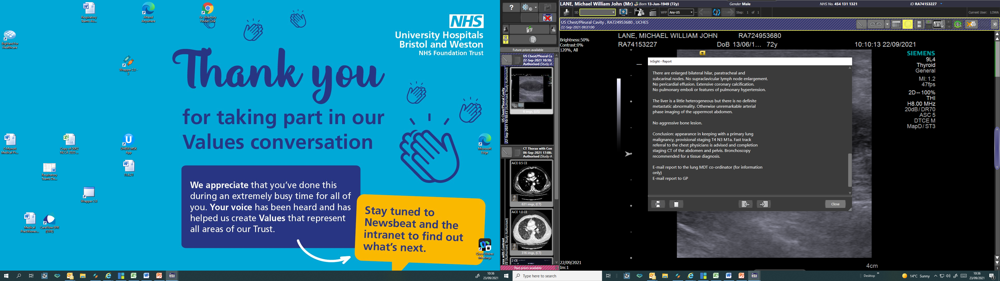 Respiratory
Teams Au...
Attend
Anywhere
Ex-directory
Finder Link
BigHand for
Healthcare
Wrapper 2.0 -
3
G Mynott
Medical Pr...
Copy of 00R2
NLCA 2020 ...
UHBW MSK
App
Respiratory
Teams De...
11.6.21
Wrapper 2.0
Medical
Practitioner...
CareFlow EPR
(LIVE)
Microsoft
Edge
Cisco Webex
Meetings
NHS
University Hospitals
Bristol and Weston
NHS Foundation Trust
Thank you
for taking part in our
Values conversation
We appreciate that you've done this
during an extremely busy time for all of
you. Your voice has been heard and has
helped us create Values that represent
all areas of our Trust.
Stay tuned to
Newsbeat and the
intranet to find out
what's next.
10:36
23/09/2021
?
Future priors available
US Chest/Pleural Ca
22-Sep-2021 10:10:
Authorised (Study-A
US Chest/Pleural Cavity
22-Sep-2021 10:10:13 (Authorised, Study-Authorised)
6 imgs, (US)
CT Thorax with Con
06-Sep-2021 17:08:
Authorised (Study-A
AiCE 0.5 CE
631 imgs, (CT)
AiCE 1.0 CE
316 imgs, (CT)
2 CE
Past priors available
LANE, Michael William John (Mr) Born 13-Jun-1949 (72y)
Gender Male
NHS No. 454 131 1321
ID RA74153227
SD
WFP Any-US
Step: 1 of 1
Current User: LOWA
US Chest/Pleural Cavity , RA724953680 , UCHES
22-Sep-2021 09:31:00
Brightness:50%
Contrast:0%
120%, All
LANE, MICHAEL WILLIAM JOHN RA724953680
RA74153227 DoB 13/06/1... 72y 10:10:13 22/09/2021
SIEMENS
9L4
Thyroid
General
MI: 1.2
47fps
2D--100%
THI
H8.00 MHz
20dB/DR70
ASC 5
DTCE M
MapD/ST3
InSight - Report
There are enlarged bilateral hilar, paratracheal and
subcarinal nodes. No supraclavicular lymph node enlargement.
No pericardial effusion. Extensive coronary calcification.
No pulmonary emboli or features of pulmonary hypertension.
The liver is a little heterogeneous but there is no definite
metastatic abnormality. Otherwise unremarkable arterial
phase imaging of the uppermost abdomen.
No aggressive bone lesion.
Conclusion: appearance in keeping with a primary lung
malignancy, provisional staging T4 N3 M1a. Fast track
referral to the chest physicians is advised and completion
staging CT of the abdomen and pelvis. Bronchoscopy
recommended for a tissue diagnosis.
E-mail report to the lung MDT co-ordinator (for information
only)
E-mail report to GP
Close
22/09/2021
Im:1
4cm
Type here to search
Desktop
14°C Sunny
10:36
23/09/2021